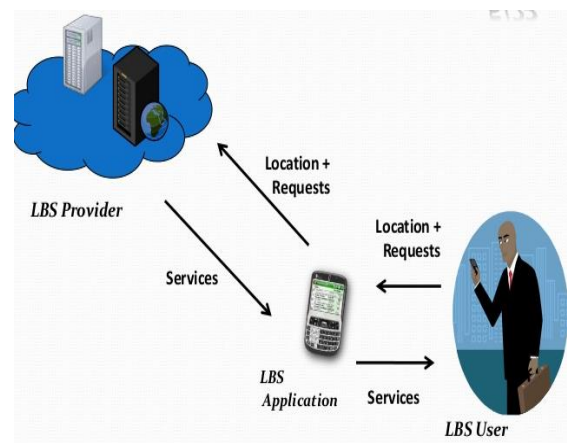 Location +
Requests
LBS Provider
Location +
Requests
Services
LBS
Application
Services
LBS User